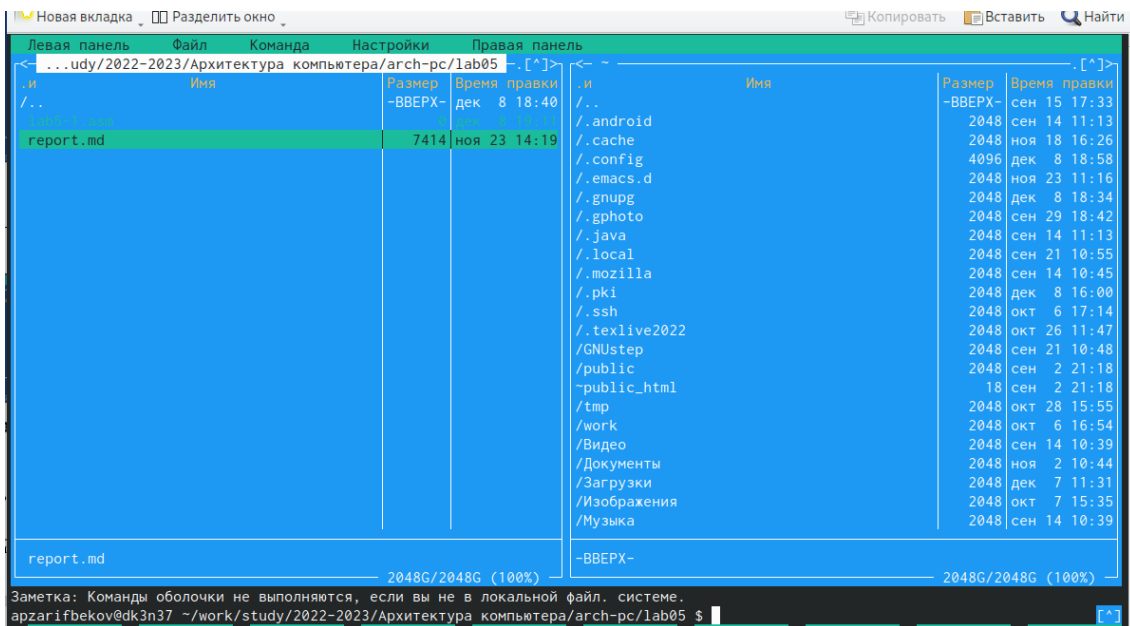 Новая вкладка Разделить окно Копировать Вставить Найти
Левая панель Файл Команда Настройки Правая панель
<— ...udy/2022-2023/Архитектура компьютера/arch-pc/lab05 —.[^]> <— ~ .[^]>
.и Имя Размер Время правки .и Имя Размер Время правки
/.. -ВВЕРХ- дек 8 18:40 /.. -ВВЕРХ- сен 15 17:33
lab5-1.asm 0 дек 8 19:11 /.android 2048 сен 14 11:13
report.md 7414 ноя 23 14:19 /.cache 2048 ноя 18 16:26
/.config 4096 дек 8 18:58
/.emacs.d 2048 ноя 23 11:16
/.gnupg 2048 дек 8 18:34
/.gphoto 2048 сен 29 18:42
/.java 2048 сен 14 11:13
/.local 2048 сен 21 10:55
/.mozilla 2048 сен 14 10:45
/.pki 2048 дек 8 16:00
/.ssh 2048 окт 6 17:14
/.texlive2022 2048 окт 26 11:47
/GNUstep 2048 сен 21 10:48
/public 2048 сен 2 21:18
~public_html 18 сен 2 21:18
/tmp 2048 окт 28 15:55
/work 2048 окт 6 16:54
/Видео 2048 сен 14 10:39
/Документы 2048 ноя 2 10:44
/Загрузки 2048 дек 7 11:31
/Изображения 2048 окт 7 15:35
/Музыка 2048 сен 14 10:39
report.md -ВВЕРХ-
2048G/2048G (100%) 2048G/2048G (100%)
Заметка: Команды оболочки не выполняются, если вы не в локальной файл. системе.
apzarifbekov@dk3n37 ~/work/study/2022-2023/Архитектура компьютера/arch-pc/lab05 $ [^]